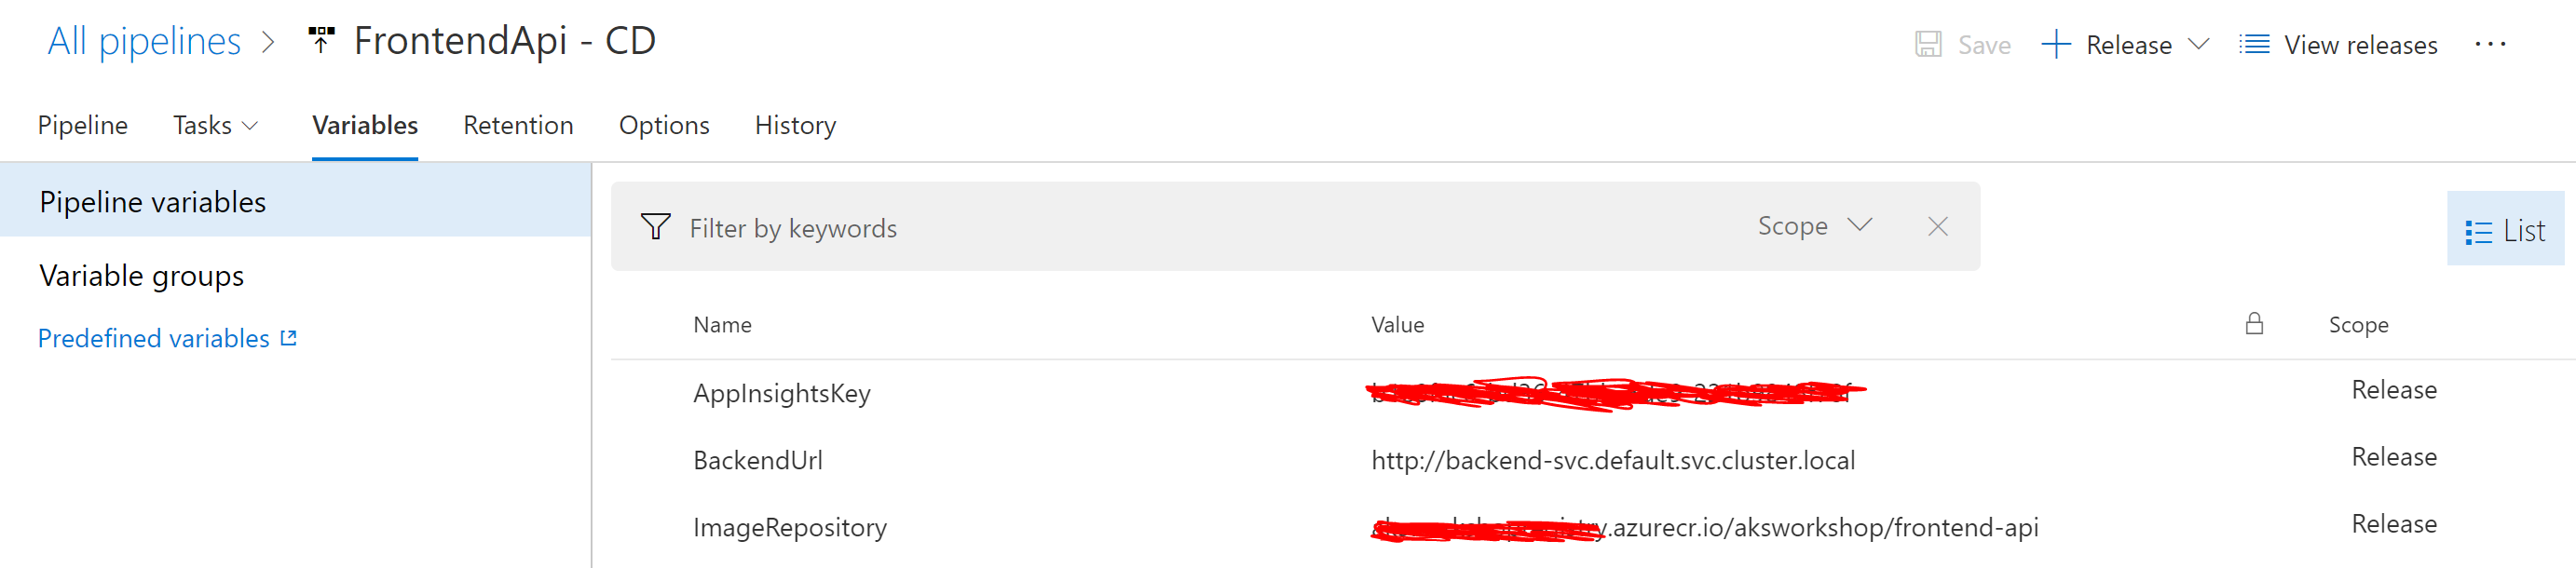 All pipelines > FrontendApi - CD
Save + Release View releases ...
Pipeline Tasks Variables Retention Options History
Pipeline variables
Variable groups
Predefined variables
Filter by keywords Scope
List
Name Value Scope
AppInsightsKey Release
BackendUrl http://backend-svc.default.svc.cluster.local Release
ImageRepository .azurecr.io/aksworkshop/frontend-api Release